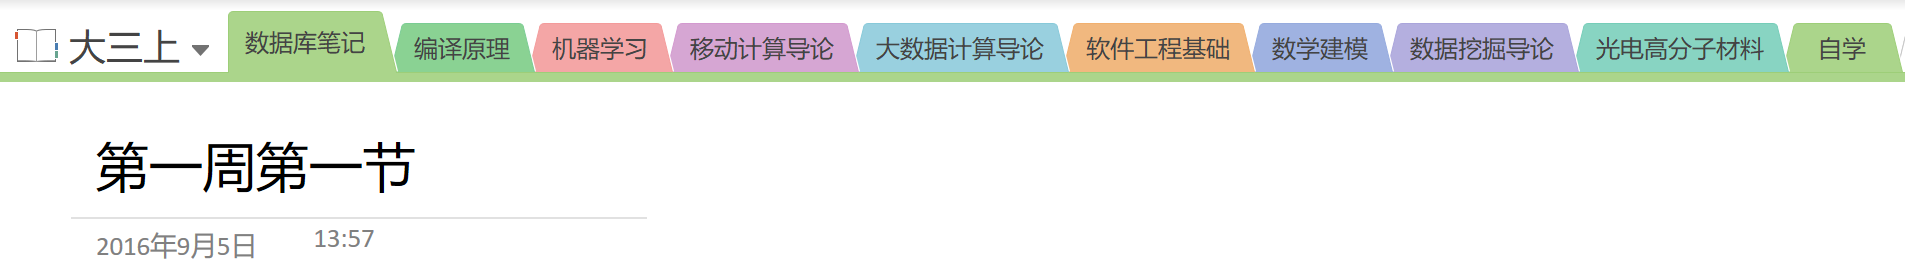 大三上 数据库笔记 编译原理 机器学习 移动计算导论 大数据计算导论 软件工程基础 数学建模 数据挖掘导论 光电高分子材料 自学
第一周第一节
2016年9月5日 13:57